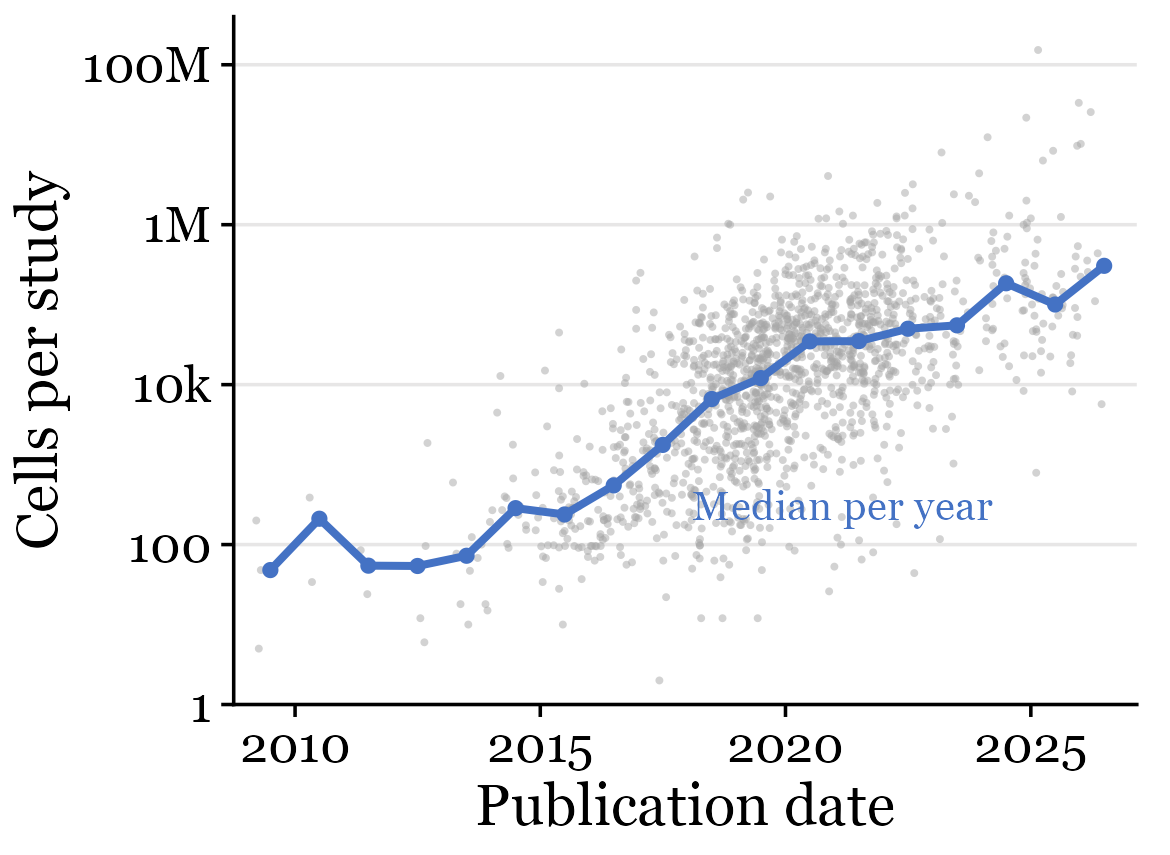 Cells per study
100M
1M
10k
100
1
Median per year
2010 2015 2020 2025
Publication date